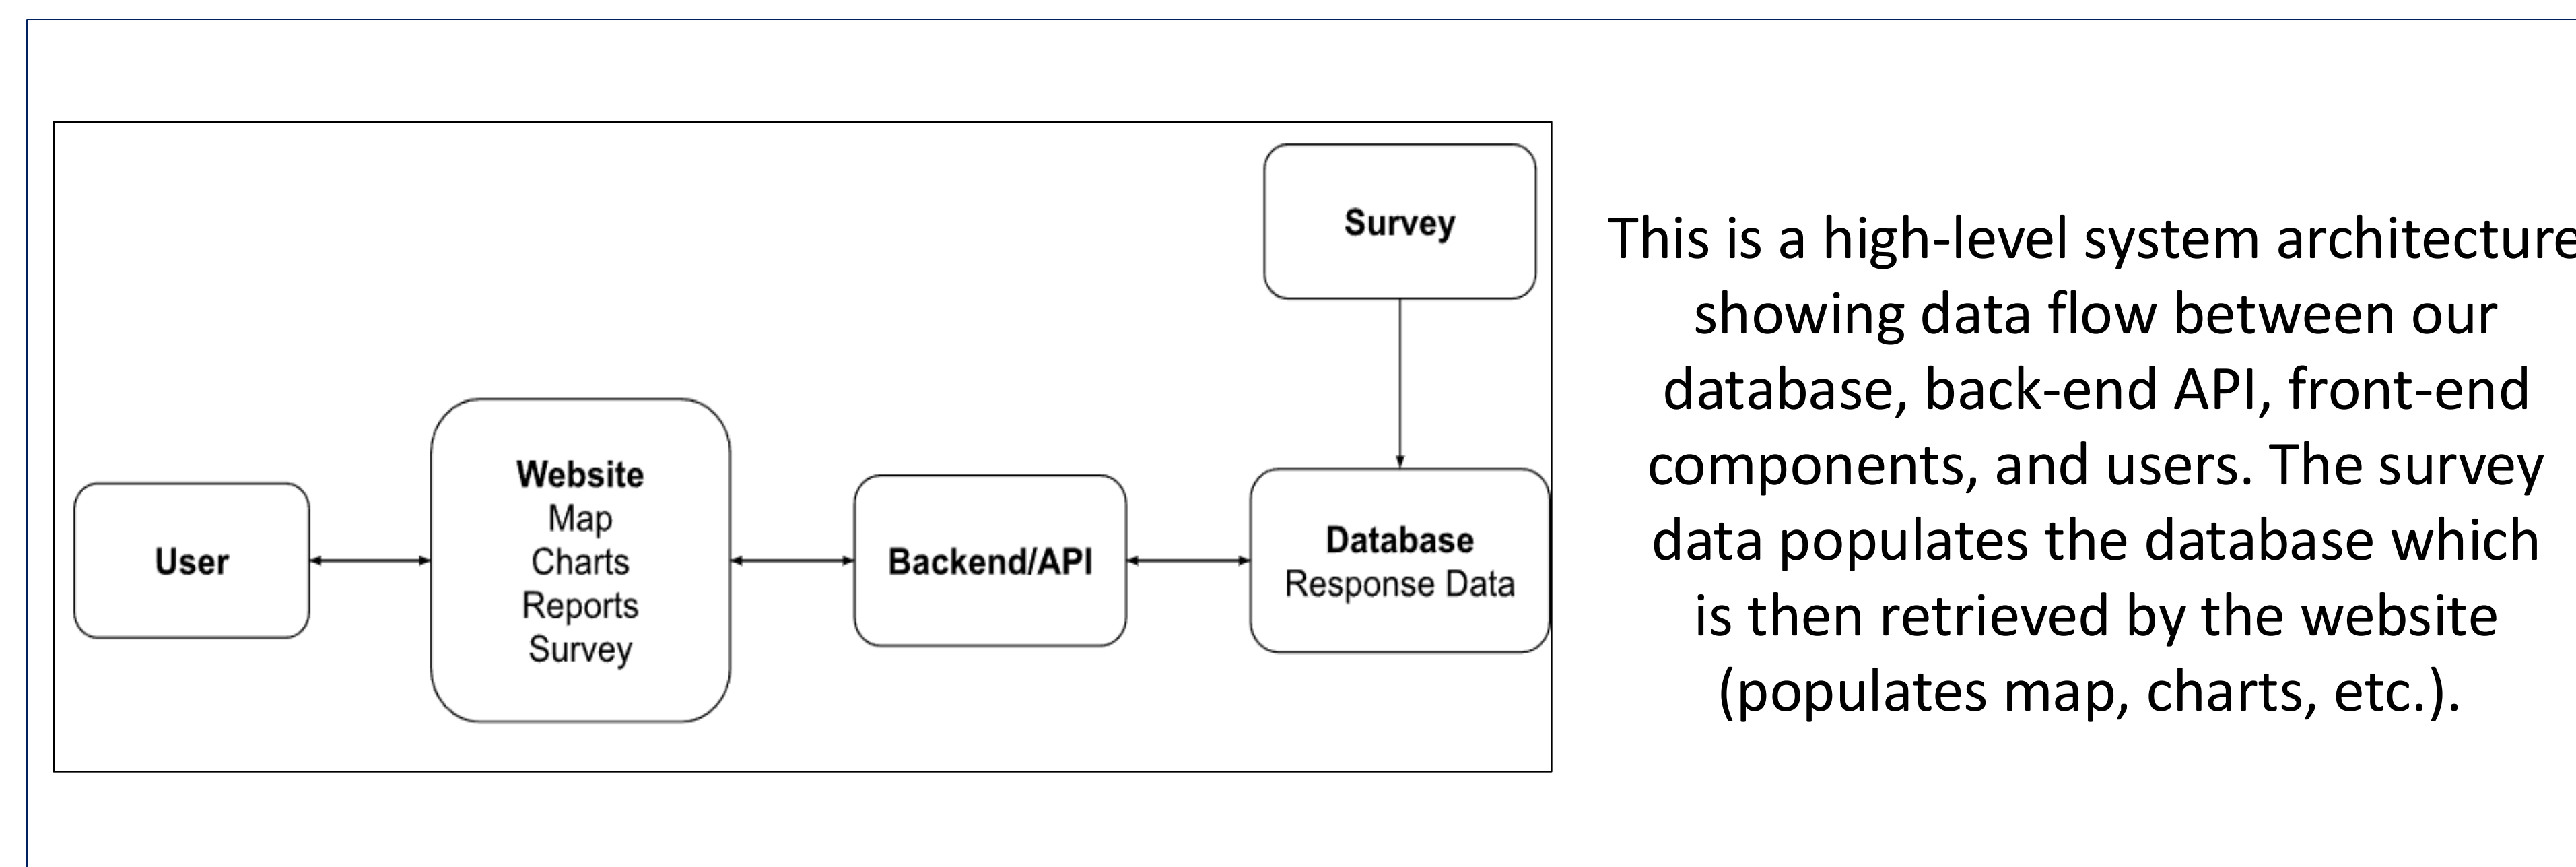 Survey
User
Website
Map
Charts
Reports
Survey
Backend/API
Database
Response Data
This is a high-level system architecture
showing data flow between our
database, back-end API, front-end
components, and users. The survey
data populates the database which
is then retrieved by the website
(populates map, charts, etc.).